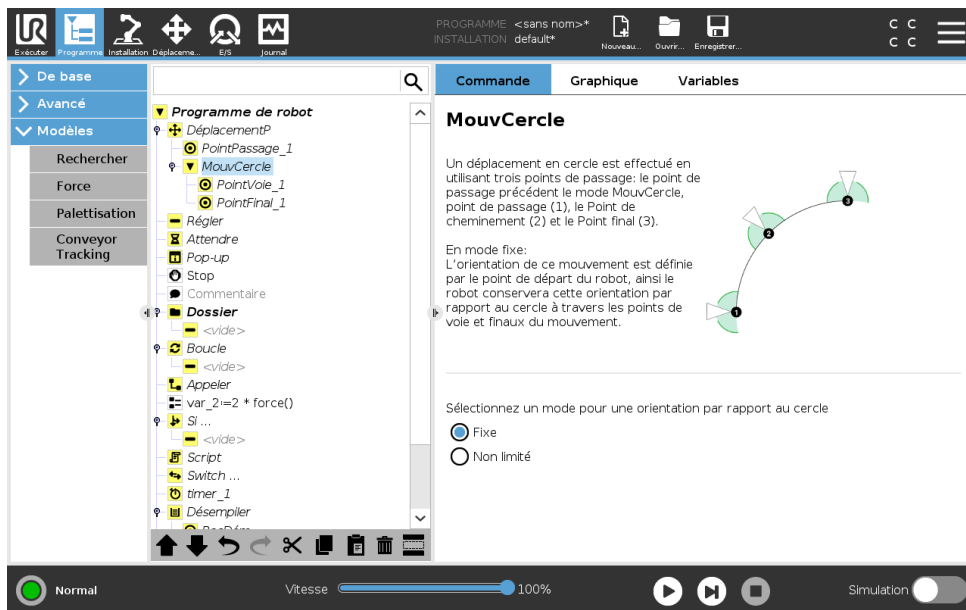 PROGRAMME <sans nom>*
INSTALLATION default*
Exécuter
Programme
Installation
Déplaceme...
E/S
Journal
Nouveau...
Ouvrir...
Enregistrer...
C C
C C
De base
Avancé
Modèles
Rechercher
Force
Palettisation
Conveyor
Tracking
Programme de robot
DéplacementP
PointPassage_1
MouvCercle
PointVoie_1
PointFinal_1
Régler
Attendre
Pop-up
Stop
Commentaire
Dossier
<vide>
Boucle
<vide>
Appeler
var_2:=2 * force()
Si ...
<vide>
Script
Switch ...
timer_1
Désempiler
Commande
Graphique
Variables
MouvCercle
Un déplacement en cercle est effectué en
utilisant trois points de passage: le point de
passage précédent le mode MouvCercle,
point de passage (1), le Point de
cheminement (2) et le Point final (3).
En mode fixe:
L'orientation de ce mouvement est définie
par le point de départ du robot, ainsi le
robot conservera cette orientation par
rapport au cercle à travers les points de
voie et finaux du mouvement.
3
2
1
Sélectionnez un mode pour une orientation par rapport au cercle
Fixe
Non limité
Normal
Vitesse
100%
Simulation